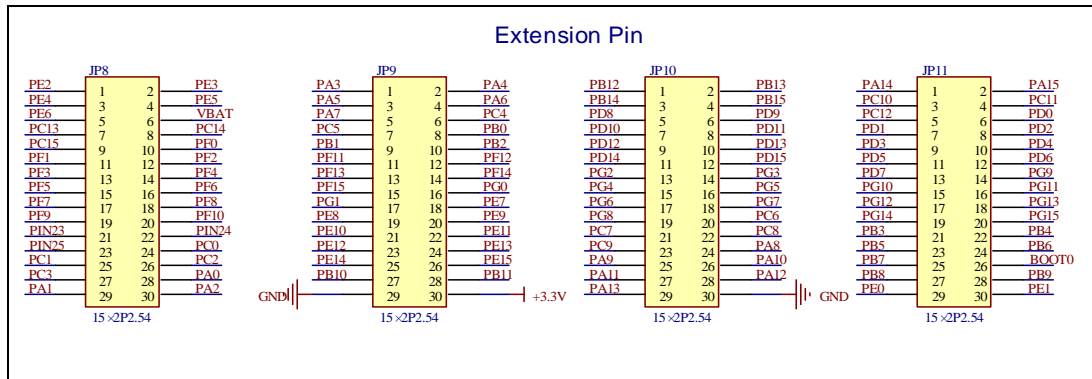 Extension Pin
JP8 JP9 JP10 JP11
PE2 1 2 PE3 PA3 1 2 PA4 PB12 1 2 PB13 PA14 1 2 PA15
PE4 3 4 PE5 PA5 3 4 PA6 PB14 3 4 PB15 PC10 3 4 PC11
PE6 5 6 VBAT PA7 5 6 PC4 PD8 5 6 PD9 PC12 5 6 PD0
PC13 7 8 PC14 PC5 7 8 PB0 PD10 7 8 PD11 PD1 7 8 PD2
PC15 9 10 PF0 PB1 9 10 PB2 PD12 9 10 PD13 PD3 9 10 PD4
PF1 11 12 PF2 PF11 11 12 PF12 PD14 11 12 PD15 PD5 11 12 PD6
PF3 13 14 PF4 PF13 13 14 PF14 PG2 13 14 PG3 PD7 13 14 PG9
PF5 15 16 PF6 PF15 15 16 PG0 PG4 15 16 PG5 PG10 15 16 PG11
PF7 17 18 PF8 PG1 17 18 PE7 PG6 17 18 PG7 PG12 17 18 PG13
PF9 19 20 PF10 PE8 19 20 PE9 PG8 19 20 PC6 PG14 19 20 PG15
PIN23 21 22 PIN24 PE10 21 22 PE11 PC7 21 22 PC8 PB3 21 22 PB4
PIN25 23 24 PC0 PE12 23 24 PE13 PC9 23 24 PA8 PB5 23 24 PB6
PC1 25 26 PC2 PE14 25 26 PE15 PA9 25 26 PA10 PB7 25 26 BOOT0
PC3 27 28 PA0 PB10 27 28 PB11 PA11 27 28 PA12 PB8 27 28 PB9
PA1 29 30 PA2 GND 29 30 +3.3V PA13 29 30 GND PE0 29 30 PE1
15×2P2.54 15×2P2.54 15×2P2.54 15×2P2.54